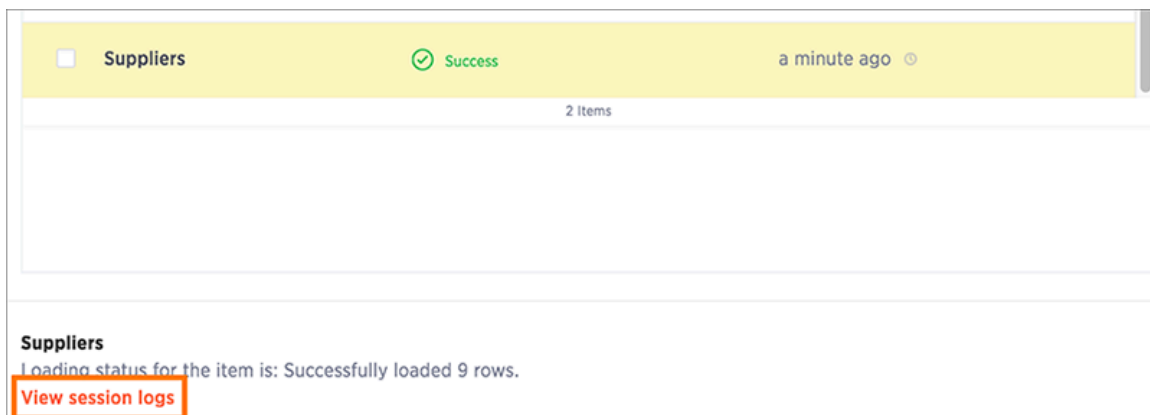 Suppliers Success a minute ago
2 Items
Suppliers
Loading status for the item is: Successfully loaded 9 rows.
View session logs